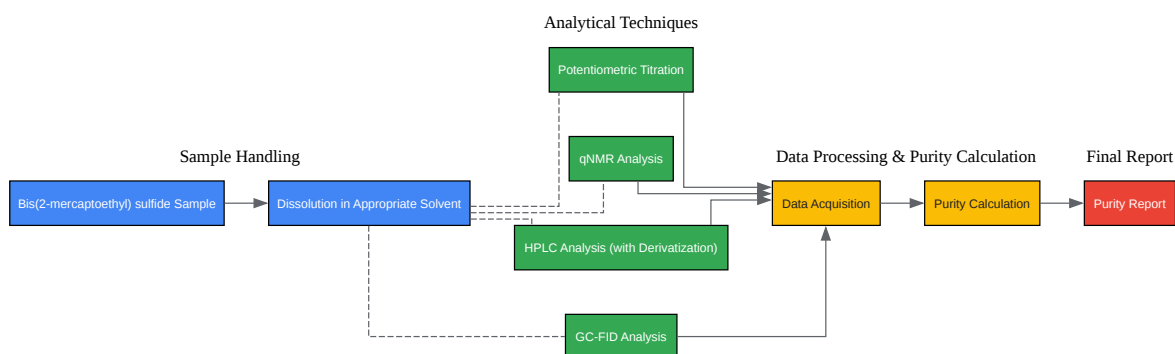 Analytical Techniques
Potentiometric Titration
Sample Handling
qNMR Analysis
Data Processing & Purity Calculation
Final Report
Bis(2-mercaptoethyl) sulfide Sample
Dissolution in Appropriate Solvent
Data Acquisition
Purity Calculation
Purity Report
HPLC Analysis (with Derivatization)
GC-FID Analysis